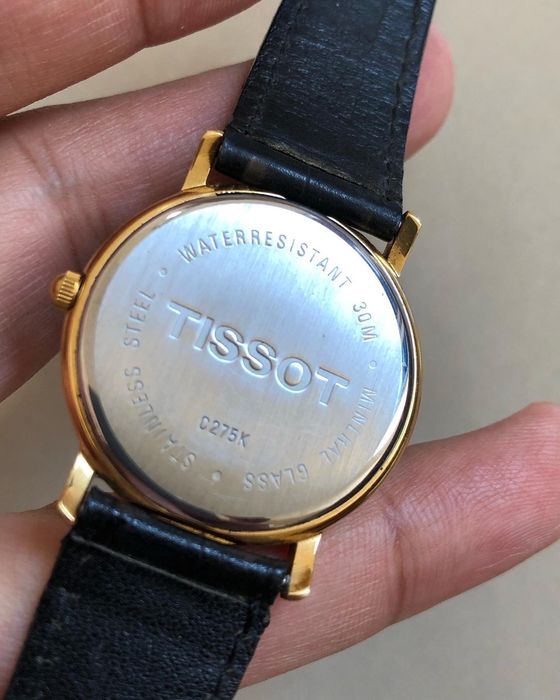 WATERRESISTANT 30M • MINERAL GLASS • STAINLESS STEEL •
TISSOT
C275K